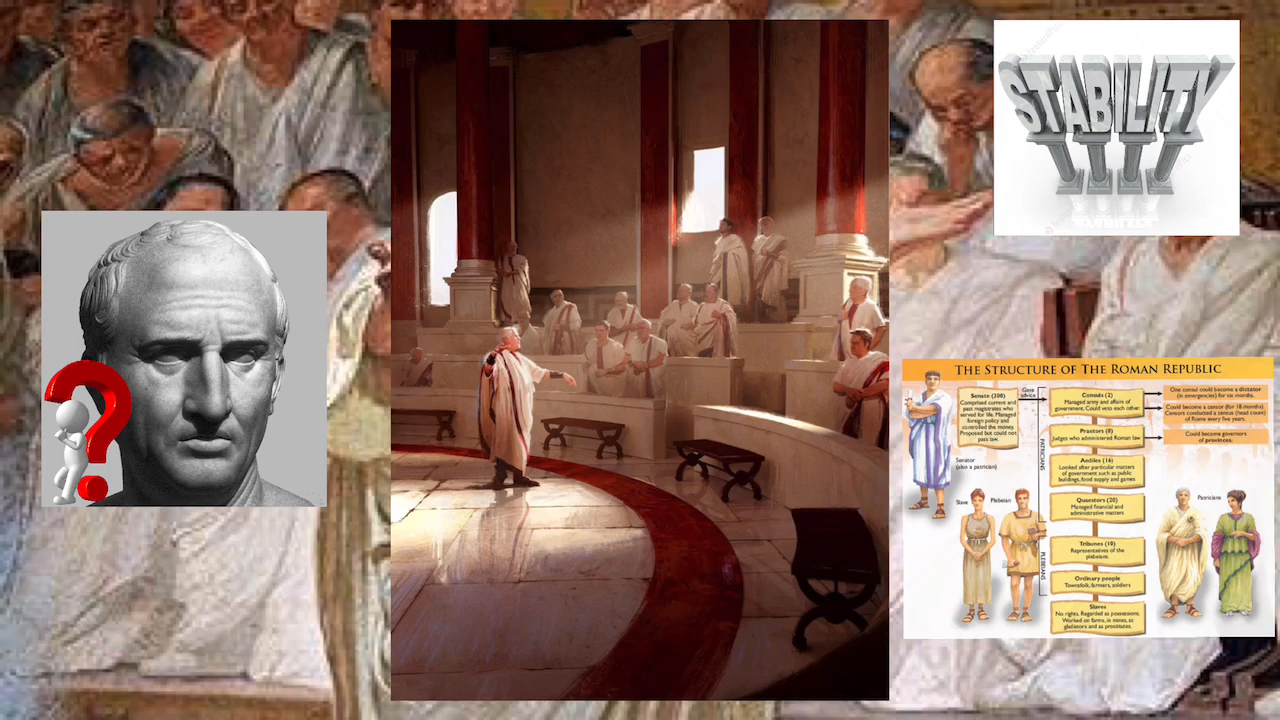 STABILITY
THE STRUCTURE OF THE ROMAN REPUBLIC
Senate (300)
Comprised current and
past magistrates who
served for life. Managed
foreign policy and
controlled the money.
Proposed but could not
pass law.
Gave
advice
Consuls (2)
Managed army and affairs of
government. Could veto each other.
One consul could become a dictator
(in emergencies) for six months.
Could become a censor (for 18 months).
Censors conducted a census (head count)
of Rome every five years.
Praetors (8)
Judges who administered Roman law
Could become governors
of provinces.
PATRICIANS
Senator
(also a patrician)
Aediles (16)
Looked after particular matters
of government such as public
buildings, food supply and games
Slave
Plebeian
Quaestors (20)
Managed financial and
administrative matters
Patricians
Tribunes (10)
Representatives of the
plebeians.
PLEBEIANS
Ordinary people
Townsfolk, farmers, soldiers
Slaves
No rights. Regarded as possessions.
Worked on farms, in mines, as
gladiators and as prostitutes.